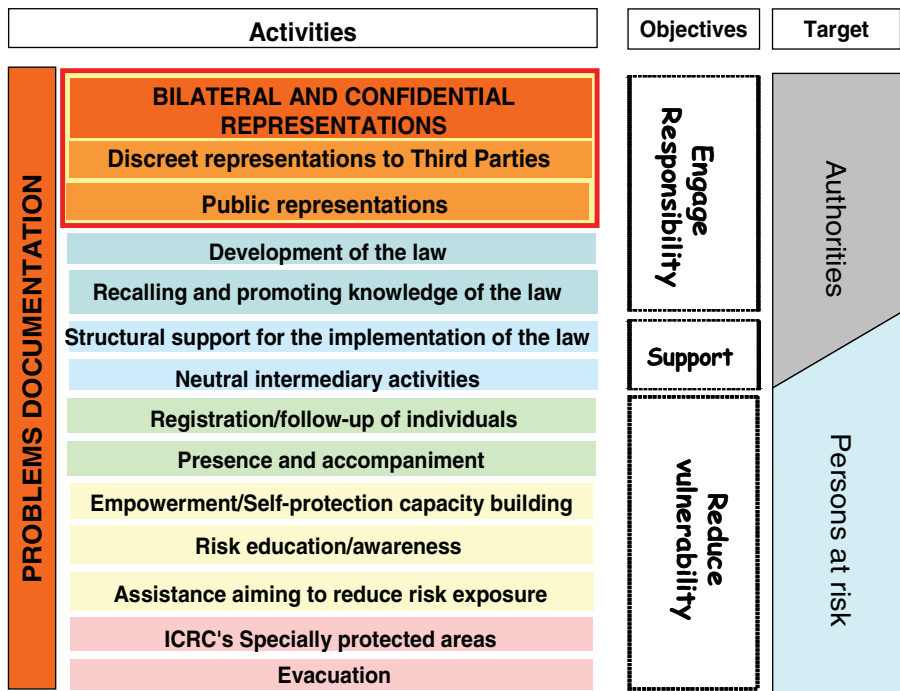 Activities
Objectives
Target
PROBLEMS DOCUMENTATION
BILATERAL AND CONFIDENTIAL
REPRESENTATIONS
Discreet representations to Third Parties
Public representations
Development of the law
Recalling and promoting knowledge of the law
Structural support for the implementation of the law
Neutral intermediary activities
Registration/follow-up of individuals
Presence and accompaniment
Empowerment/Self-protection capacity building
Risk education/awareness
Assistance aiming to reduce risk exposure
ICRC's Specially protected areas
Evacuation
Engage
Responsibility
Support
Reduce
vulnerability
Authorities
Persons at risk